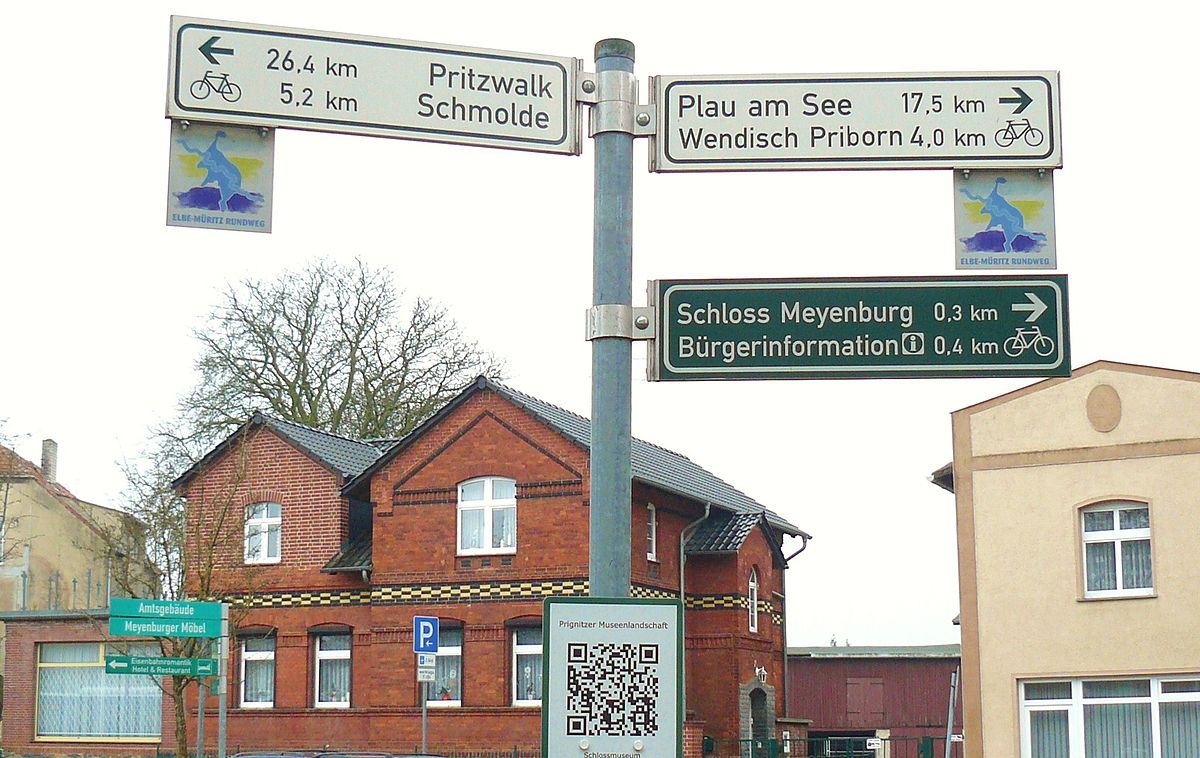 26,4 km Pritzwalk
5,2 km Schmolde
ELBE-MÜRITZ RUNDWEG
Plau am See 17,5 km
Wendisch Priborn 4,0 km
ELBE-MÜRITZ RUNDWEG
Schloss Meyenburg 0,3 km
Bürgerinformation i 0,4 km
Prignitzer Museenlandschaft
Schlossmuseum
Amtsgebäude
Meyenburger Möbel
Eisenbahnromantik
Hotel & Restaurant
P